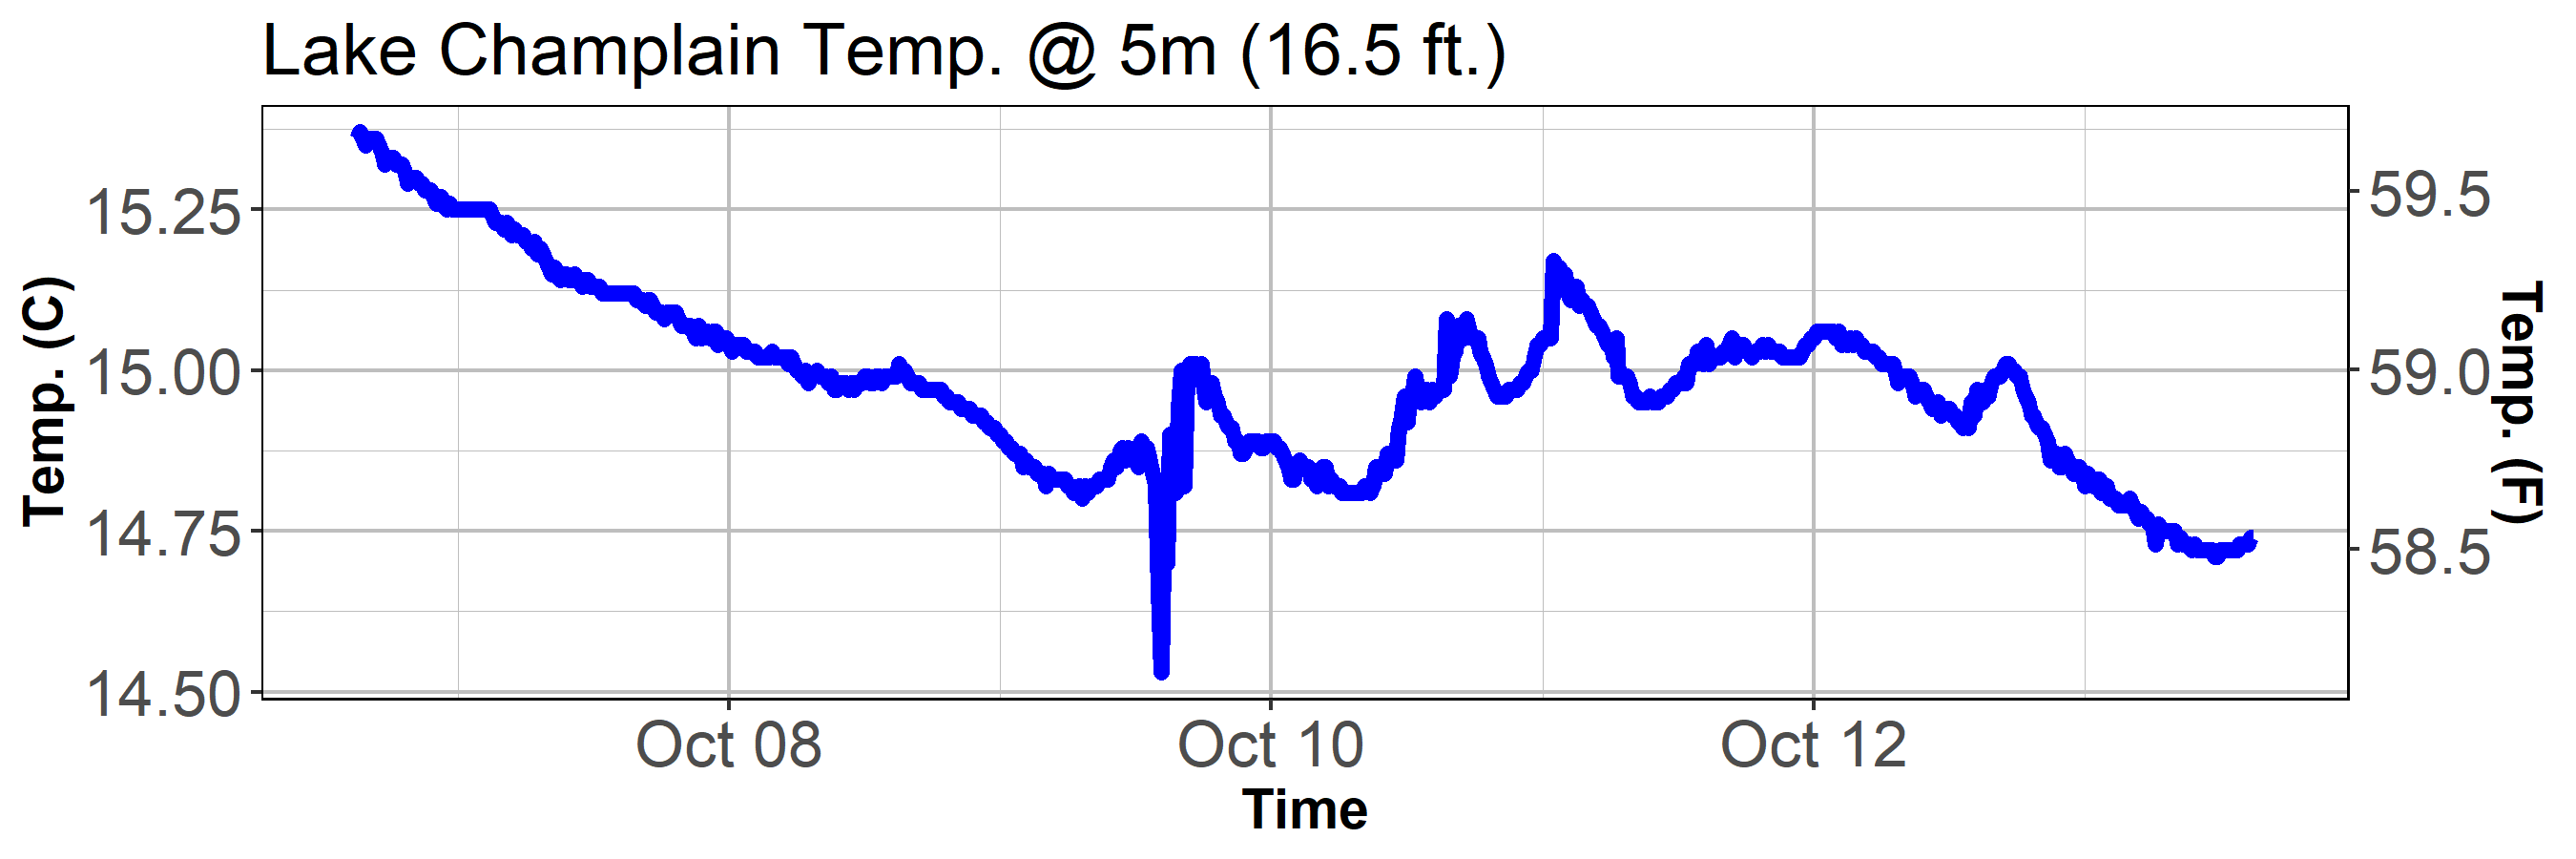 Lake Champlain Temp. @ 5m (16.5 ft.)
Temp. (C)
15.25
15.00
14.75
14.50
59.5
59.0
58.5
Temp. (F)
Oct 08 Oct 10 Oct 12
Time